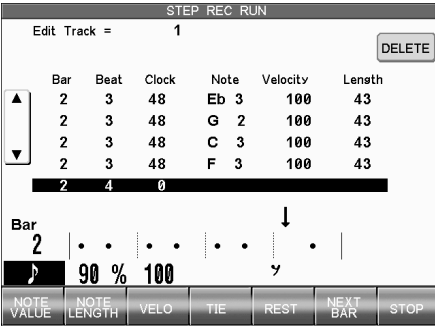 STEP REC RUN
Edit Track = 1
DELETE
Bar Beat Clock Note Velocity Length
2 3 48 Eb 3 100 43
2 3 48 G 2 100 43
2 3 48 C 3 100 43
2 3 48 F 3 100 43
2 4 0
Bar
2
90 % 100
NOTE VALUE NOTE LENGTH VELO TIE REST NEXT BAR STOP